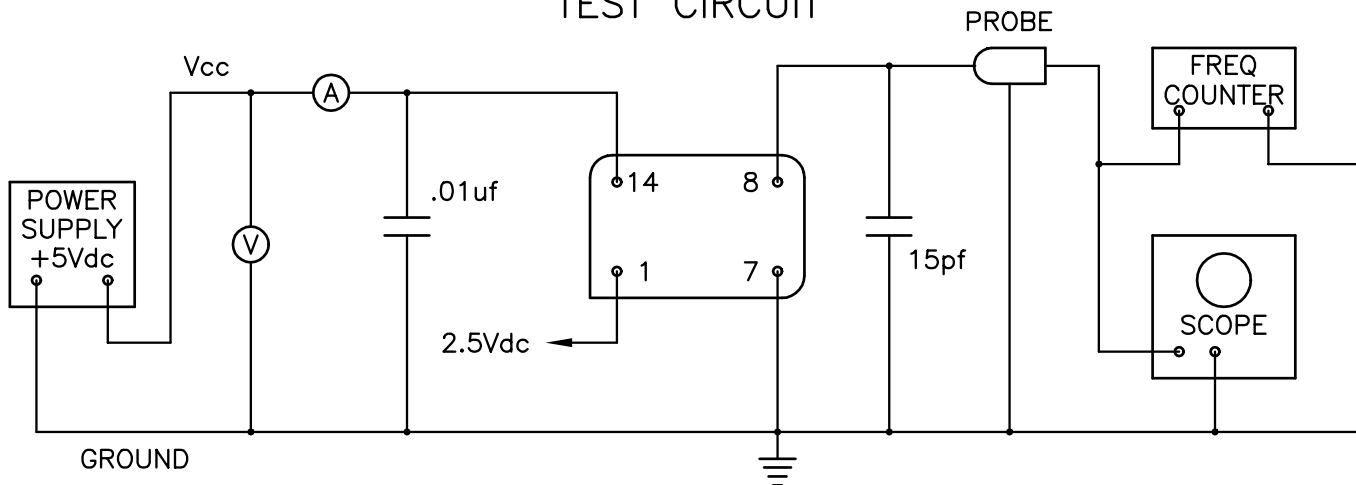 TEST CIRCUIT
PROBE
Vcc
FREQ
COUNTER
A
POWER
SUPPLY
+5Vdc
.01uf
14
8
V
1
7
15pf
SCOPE
2.5Vdc
GROUND